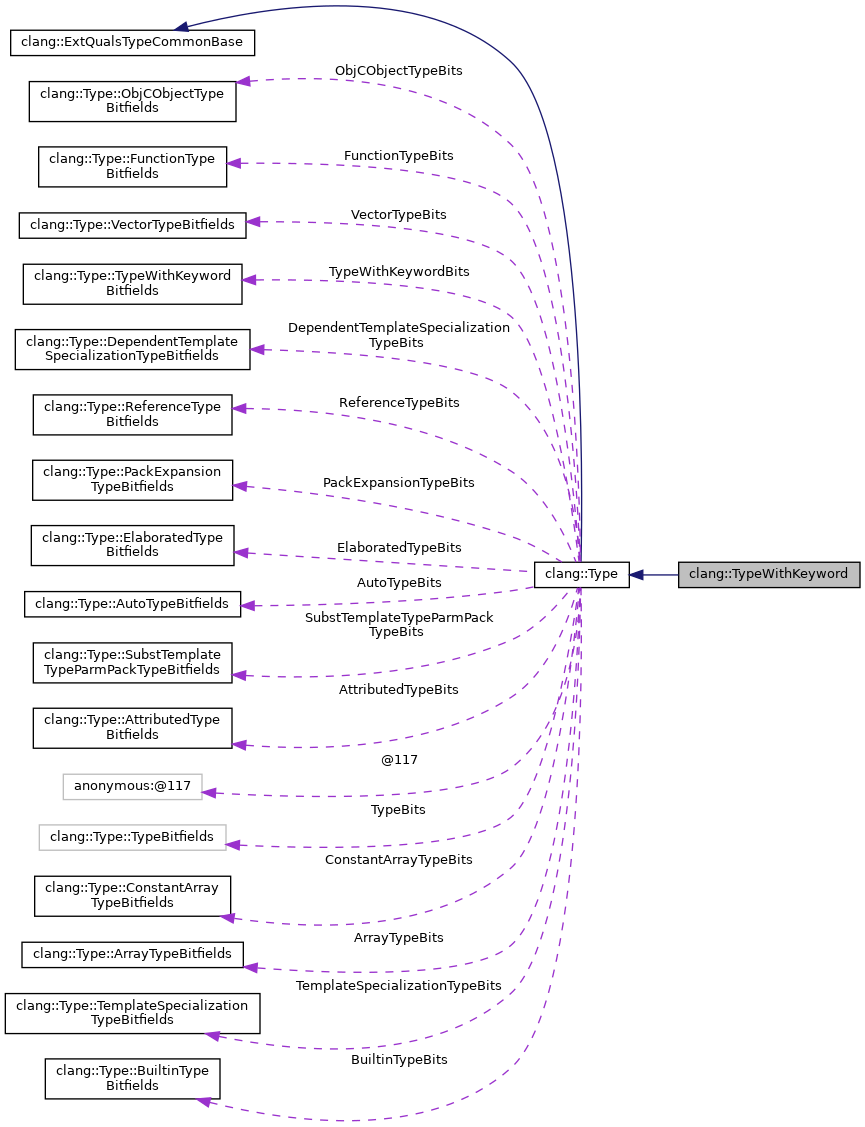 clang::ExtQualsTypeCommonBase
ObjCObjectTypeBits
clang::Type::ObjCObjectType
Bitfields
FunctionTypeBits
clang::Type::FunctionType
Bitfields
VectorTypeBits
clang::Type::VectorTypeBitfields
TypeWithKeywordBits
clang::Type::TypeWithKeyword
Bitfields
DependentTemplateSpecialization
TypeBits
clang::Type::DependentTemplate
SpecializationTypeBitfields
ReferenceTypeBits
clang::Type::ReferenceType
Bitfields
PackExpansionTypeBits
clang::Type::PackExpansion
TypeBitfields
ElaboratedTypeBits
clang::Type::ElaboratedType
Bitfields
clang::Type
clang::TypeWithKeyword
AutoTypeBits
clang::Type::AutoTypeBitfields
SubstTemplateTypeParmPack
TypeBits
clang::Type::SubstTemplate
TypeParmPackTypeBitfields
AttributedTypeBits
clang::Type::AttributedType
Bitfields
@117
anonymous:@117
TypeBits
clang::Type::TypeBitfields
ConstantArrayTypeBits
clang::Type::ConstantArray
TypeBitfields
ArrayTypeBits
clang::Type::ArrayTypeBitfields
TemplateSpecializationTypeBits
clang::Type::TemplateSpecialization
TypeBitfields
BuiltinTypeBits
clang::Type::BuiltinType
Bitfields